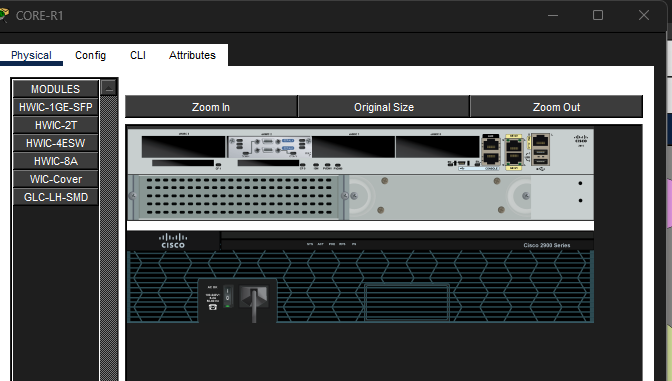 CORE-R1
Physical Config CLI Attributes
MODULES
HWIC-1GE-SFP
HWIC-2T
HWIC-4ESW
HWIC-8A
WIC-Cover
GLC-LH-SMD
Zoom In Original Size Zoom Out
CONSOLE
CISCO
Cisco 2900 Series